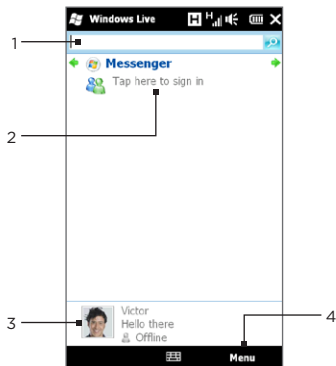 Windows Live
H H
1
Messenger
Tap here to sign in
2
Victor
Hello there
Offline
3
4
Menu